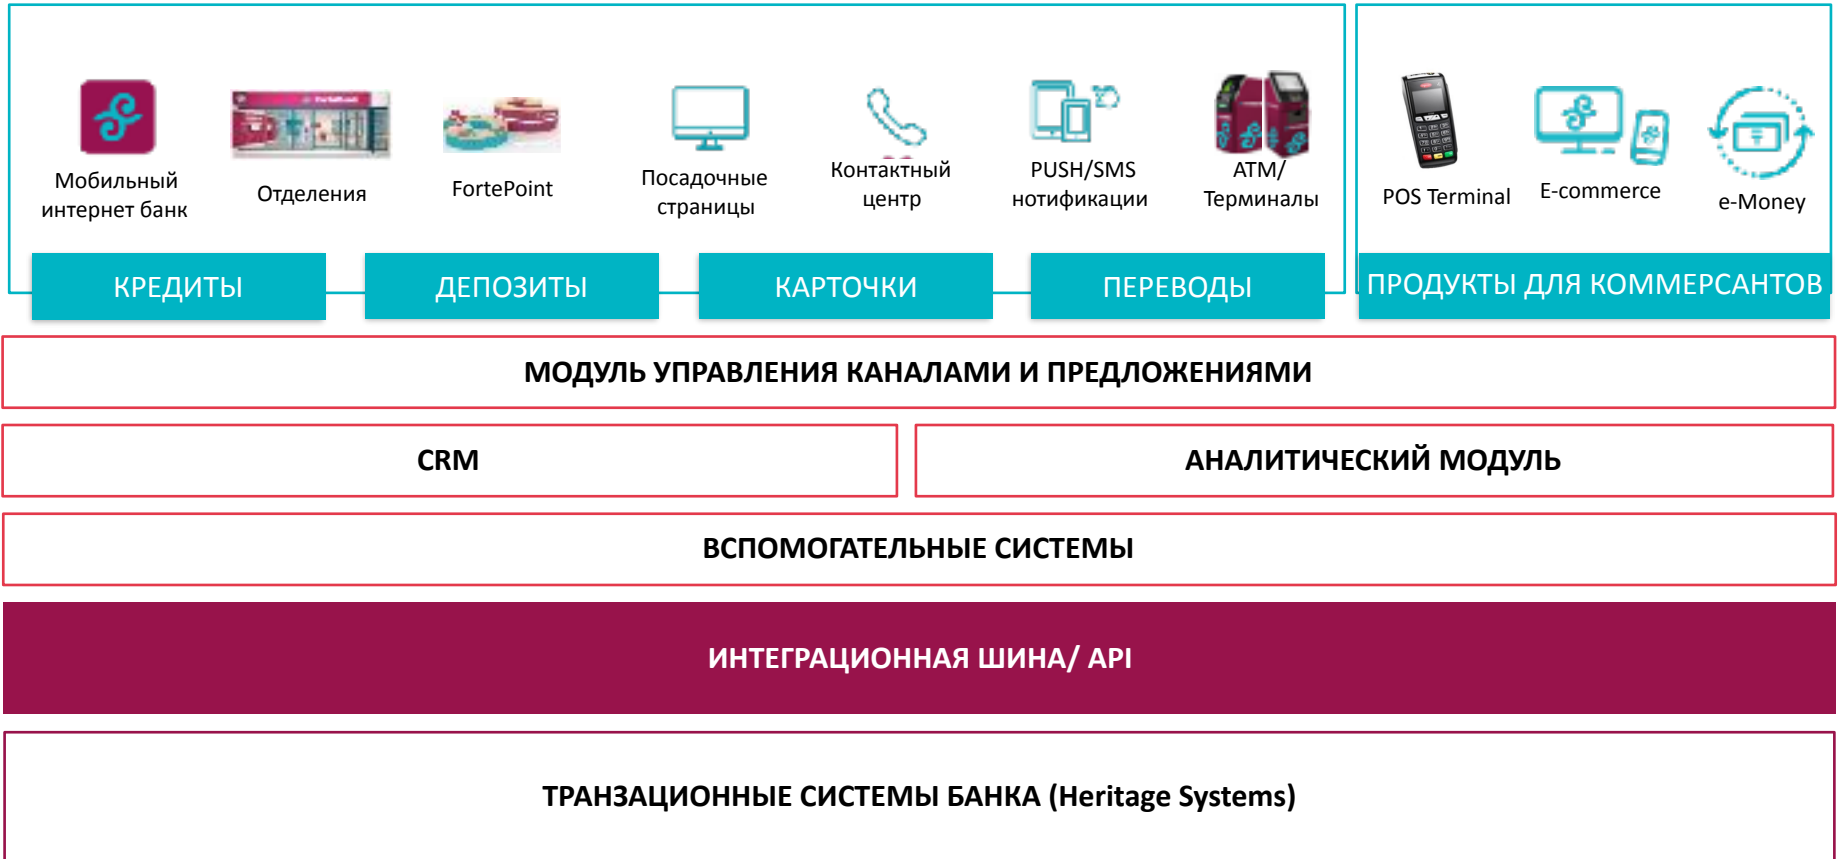 Мобильный
интернет банк
Отделения
FortePoint
Посадочные
страницы
Контактный
центр
PUSH/SMS
нотификации
ATM/
Терминалы
POS Terminal
E-commerce
e-Money
КРЕДИТЫ
ДЕПОЗИТЫ
КАРТОЧКИ
ПЕРЕВОДЫ
ПРОДУКТЫ ДЛЯ КОММЕРСАНТОВ
МОДУЛЬ УПРАВЛЕНИЯ КАНАЛАМИ И ПРЕДЛОЖЕНИЯМИ
CRM
АНАЛИТИЧЕСКИЙ МОДУЛЬ
ВСПОМОГАТЕЛЬНЫЕ СИСТЕМЫ
ИНТЕГРАЦИОННАЯ ШИНА/ API
ТРАНЗАЦИОННЫЕ СИСТЕМЫ БАНКА (Heritage Systems)